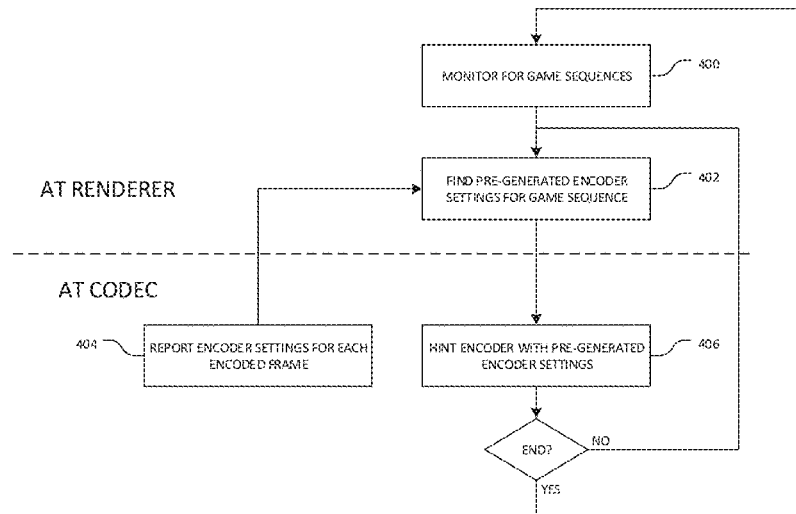 MONITOR FOR GAME SEQUENCES
400
AT RENDERER
FIND PRE-GENERATED ENCODER
SETTINGS FOR GAME SEQUENCE
402
AT CODEC
404
REPORT ENCODER SETTINGS FOR EACH
ENCODED FRAME
HINT ENCODER WITH PRE-GENERATED
ENCODER SETTINGS
406
END?
NO
YES